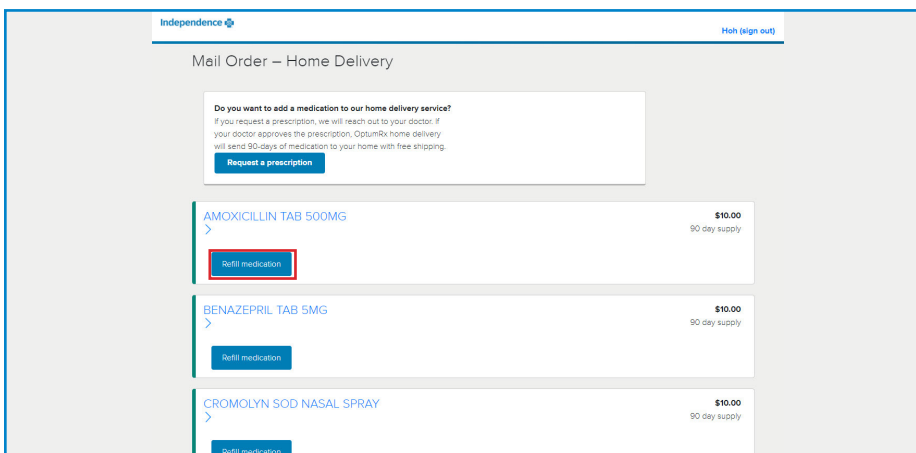 Independence
Hoh (sign out)
Mail Order – Home Delivery
Do you want to add a medication to our home delivery service?
If you request a prescription, we will reach out to your doctor. If
your doctor approves the prescription, OptumRx home delivery
will send 90-days of medication to your home with free shipping.
Request a prescription
AMOXICILLIN TAB 500MG
$10.00
90 day supply
Refill medication
BENAZEPRIL TAB 5MG
$10.00
90 day supply
Refill medication
CROMOLYN SOD NASAL SPRAY
$10.00
90 day supply
Refill medication